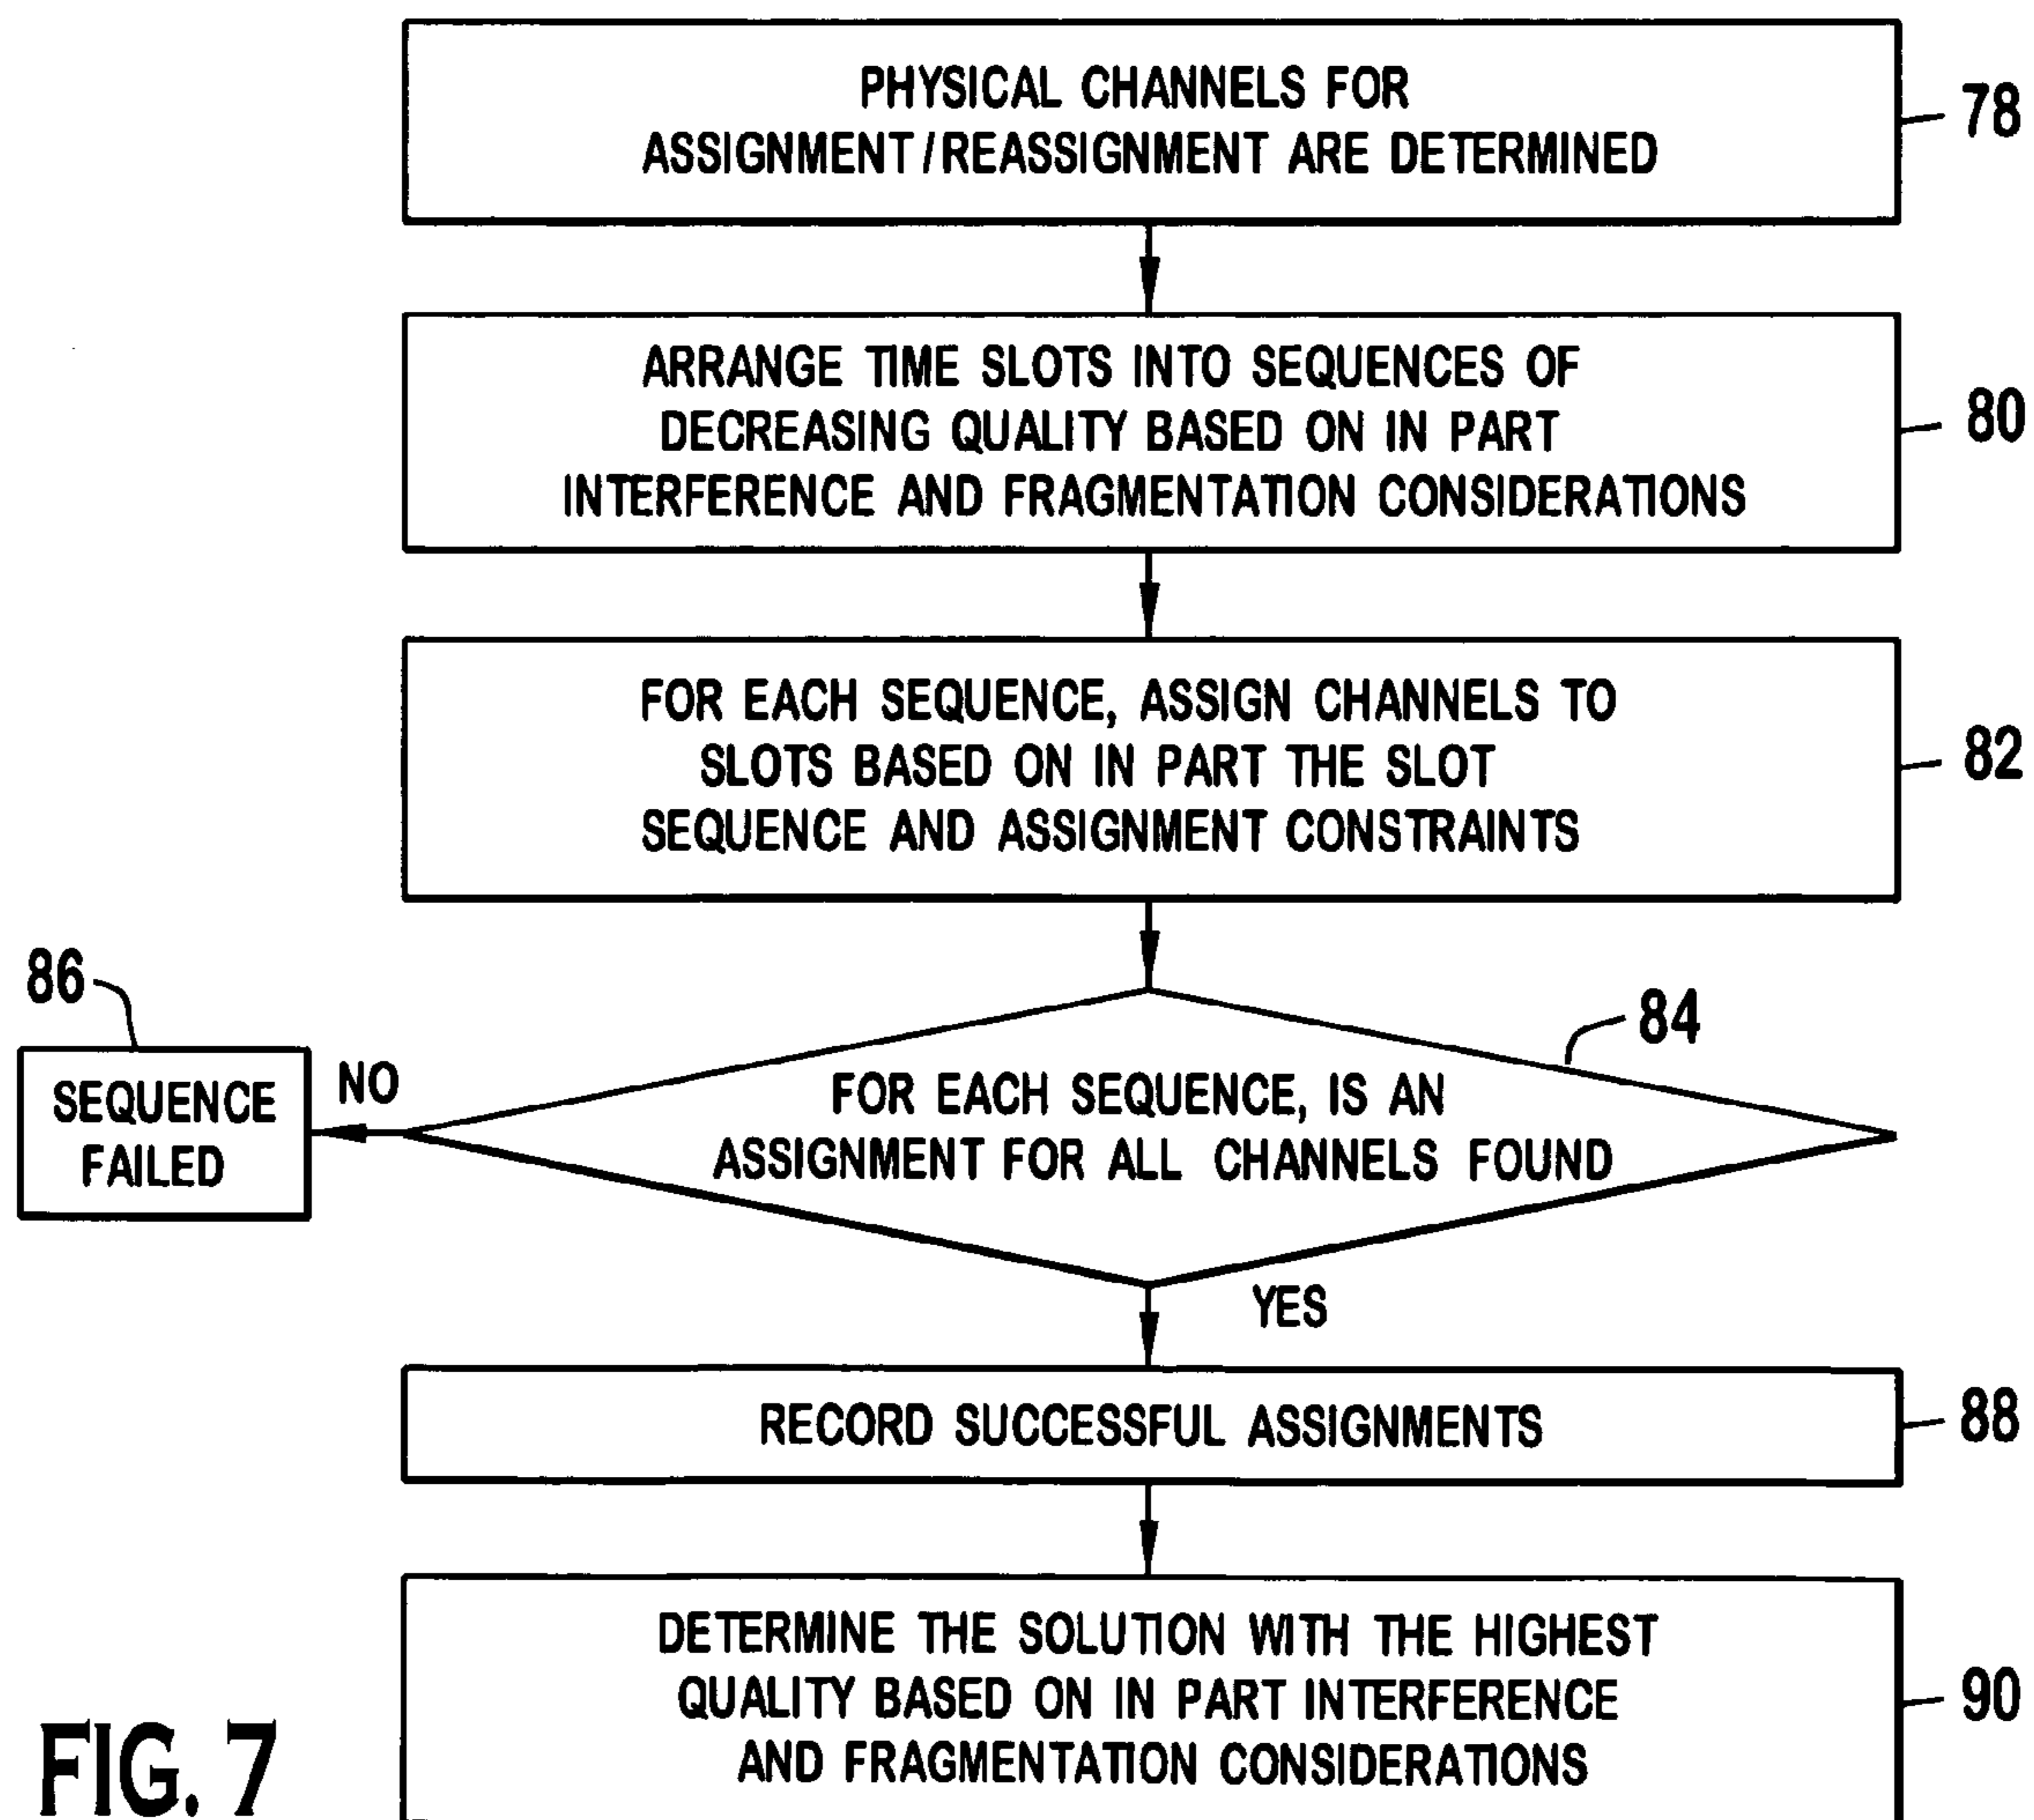 PHYSICAL CHANNELS FOR
ASSIGNMENT/REASSIGNMENT ARE DETERMINED
78
ARRANGE TIME SLOTS INTO SEQUENCES OF
DECREASING QUALITY BASED ON IN PART
INTERFERENCE AND FRAGMENTATION CONSIDERATIONS
80
FOR EACH SEQUENCE, ASSIGN CHANNELS TO
SLOTS BASED ON IN PART THE SLOT
SEQUENCE AND ASSIGNMENT CONSTRAINTS
82
86
SEQUENCE
FAILED
NO
84
FOR EACH SEQUENCE, IS AN
ASSIGNMENT FOR ALL CHANNELS FOUND
YES
RECORD SUCCESSFUL ASSIGNMENTS
88
DETERMINE THE SOLUTION WITH THE HIGHEST
QUALITY BASED ON IN PART INTERFERENCE
AND FRAGMENTATION CONSIDERATIONS
90
FIG. 7